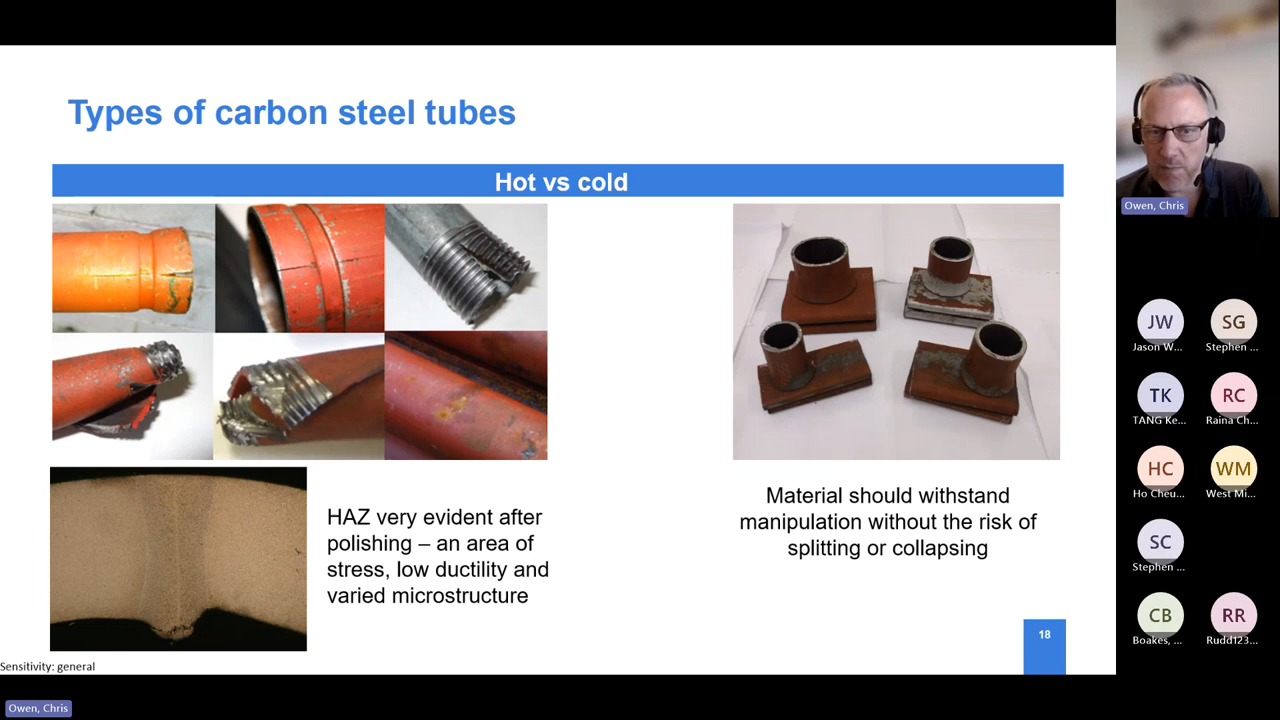 Types of carbon steel tubes
Hot vs cold
HAZ very evident after
polishing – an area of
stress, low ductility and
varied microstructure
Material should withstand
manipulation without the risk of
splitting or collapsing
18
Sensitivity: general
Owen, Chris
Owen, Chris
JW
SG
Jason W...
Stephen ...
TK
RC
TANG Ke...
Raina Ch...
HC
WM
Ho Cheu...
West Mi...
SC
Stephen ...
CB
RR
Boakes, ...
Rudd123...